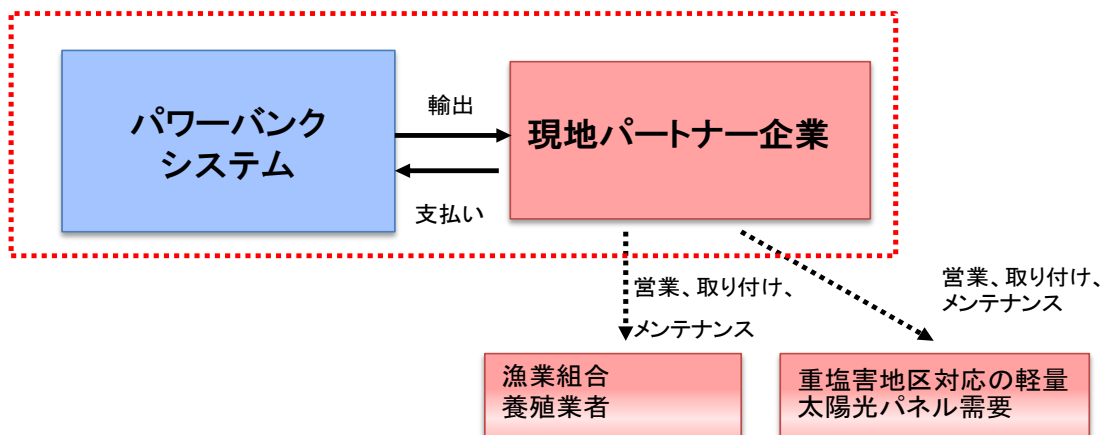 パワーバンク
システム
輸出
支払い
現地パートナー企業
営業、取り付け、
メンテナンス
営業、取り付け、
メンテナンス
漁業組合
養殖業者
重塩害地区対応の軽量
太陽光パネル需要